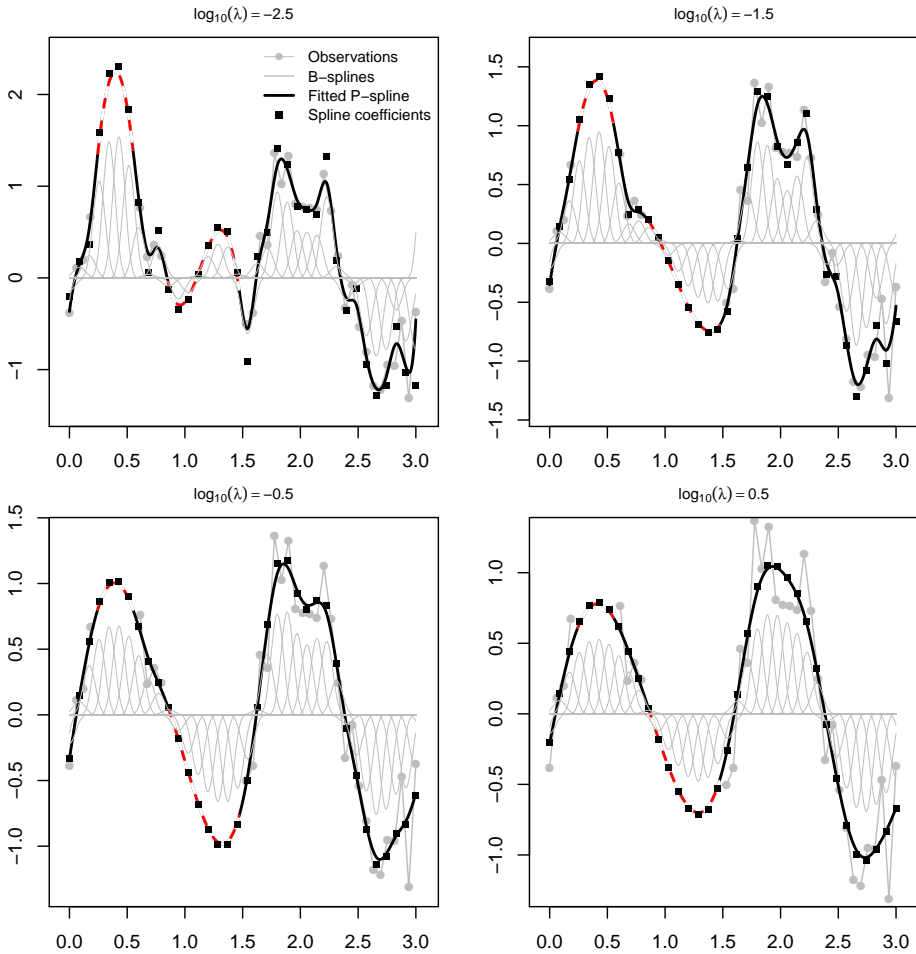 log₁₀(λ) = −2.5
2
1
0
−1
0.0 0.5 1.0 1.5 2.0 2.5 3.0
Observations
B−splines
Fitted P−spline
Spline coefficients
log₁₀(λ) = −1.5
1.5
1.0
0.5
0.0
−0.5
−1.0
−1.5
0.0 0.5 1.0 1.5 2.0 2.5 3.0
log₁₀(λ) = −0.5
1.5
1.0
0.5
0.0
−0.5
−1.0
0.0 0.5 1.0 1.5 2.0 2.5 3.0
log₁₀(λ) = 0.5
1.0
0.5
0.0
−0.5
−1.0
0.0 0.5 1.0 1.5 2.0 2.5 3.0